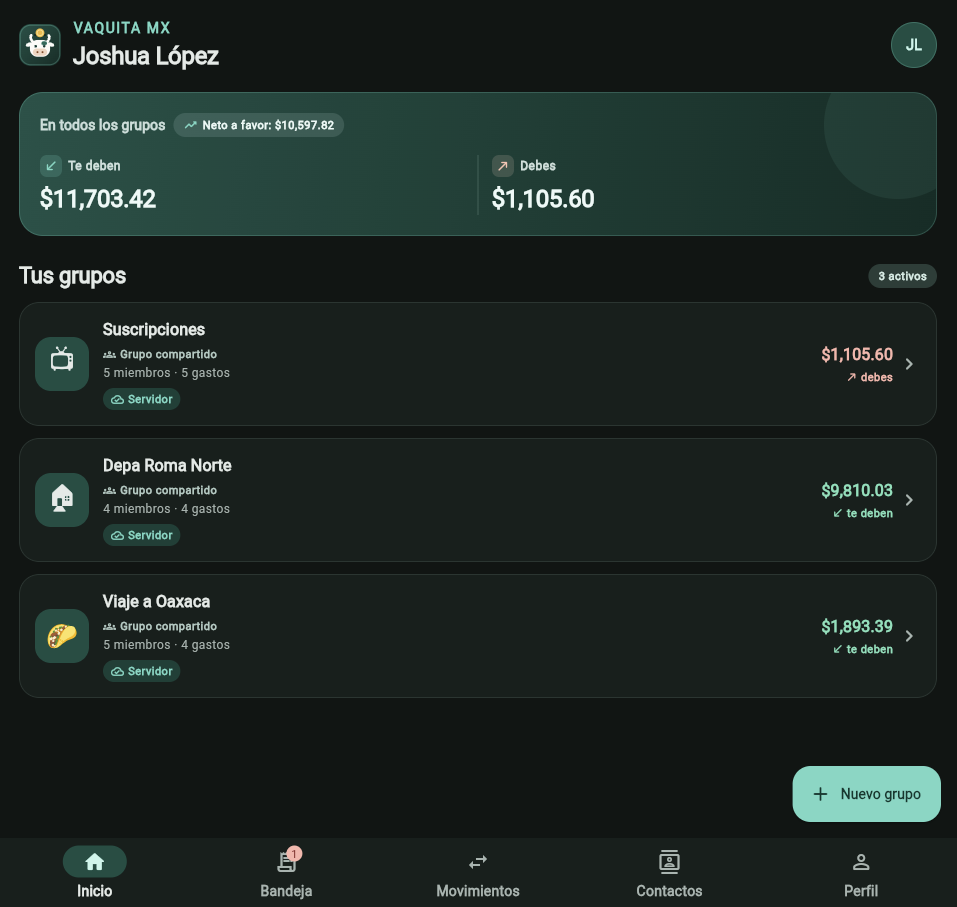 VAQUITA MX
Joshua López
JL
En todos los grupos
Neto a favor: $10,597.82
Te deben
$11,703.42
Debes
$1,105.60
Tus grupos
3 activos
Suscripciones
Grupo compartido
5 miembros · 5 gastos
Servidor
$1,105.60
debes
Depa Roma Norte
Grupo compartido
4 miembros · 4 gastos
Servidor
$9,810.03
te deben
Viaje a Oaxaca
Grupo compartido
5 miembros · 4 gastos
Servidor
$1,893.39
te deben
+ Nuevo grupo
Inicio
1
Bandeja
Movimientos
Contactos
Perfil